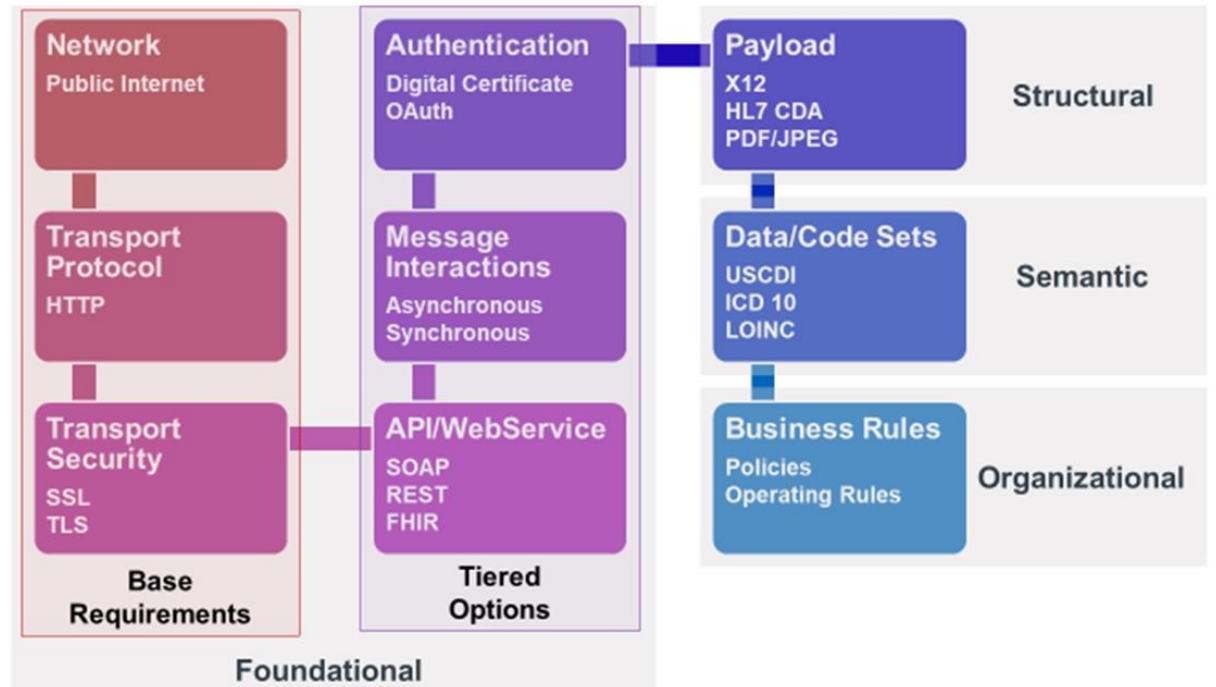 Network
Public Internet
Transport
Protocol
HTTP
Transport
Security
SSL
TLS
Base
Requirements
Authentication
Digital Certificate
OAuth
Message
Interactions
Asynchronous
Synchronous
API/WebService
SOAP
REST
FHIR
Tiered
Options
Foundational
Payload
X12
HL7 CDA
PDF/JPEG
Structural
Data/Code Sets
USCDI
ICD 10
LOINC
Semantic
Business Rules
Policies
Operating Rules
Organizational